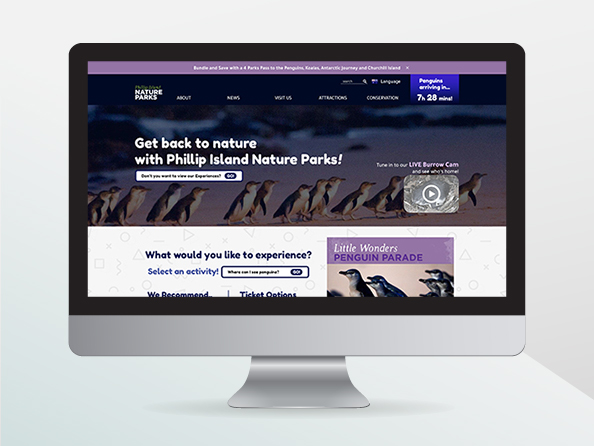 Bundle and Save with a 4 Parks Pass to the Penguins, Koalas, Antarctic Journey and Churchill Island ×
search
Language
Phillip Island
NATURE
PARKS
ABOUT NEWS VISIT US ATTRACTIONS CONSERVATION
Penguins
arriving in...
7h 28 mins!
Get back to nature
with Phillip Island Nature Parks!
Don't you want to view our Experiences? GO!
Tune in to our LIVE Burrow Cam
and see who's home!
What would you like to experience?
Select an activity! Where can I see penguins? GO!
We Recommend.. Ticket Options
Little Wonders
PENGUIN PARADE